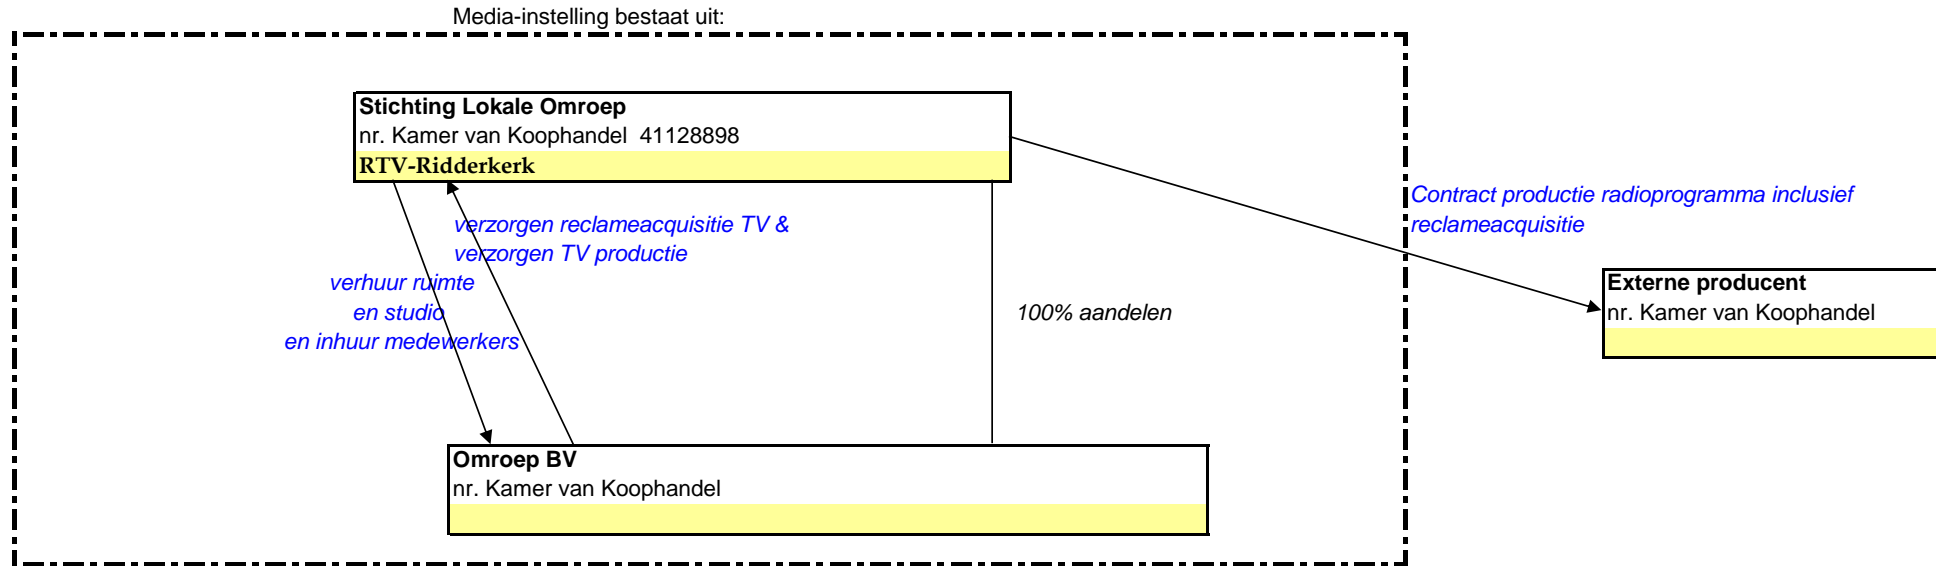 Media-instelling bestaat uit:
Stichting Lokale Omroep
nr. Kamer van Koophandel 41128898
RTV-Ridderkerk
Contract productie radioprogramma inclusief
reclameacquisitie
verzorgen reclameacquisitie TV &
verzorgen TV productie
verhuur ruimte
en studio
en inhuur medewerkers
100% aandelen
Externe producent
nr. Kamer van Koophandel
Omroep BV
nr. Kamer van Koophandel